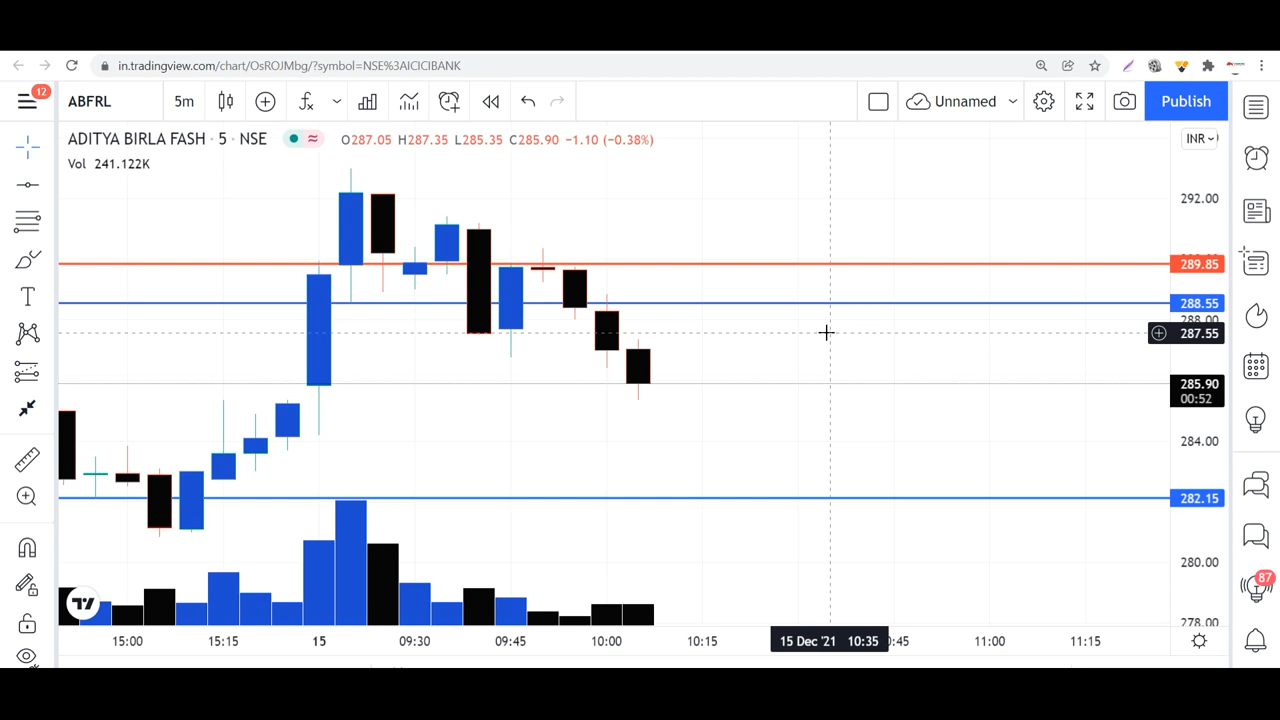 in.tradingview.com/chart/OsROJMbg/?symbol=NSE%3AICICIBANK
12
ABFRL
5m
Unnamed
Publish
ADITYA BIRLA FASH · 5 · NSE
O287.05 H287.35 L285.35 C285.90 −1.10 (−0.38%)
INR
Vol 241.122K
292.00
289.85
288.55
288.00
287.55
285.90
00:52
284.00
282.15
280.00
87
278.00
15:00 15:15 15 09:30 09:45 10:00 10:15 15 Dec '21 10:35 :45 11:00 11:15